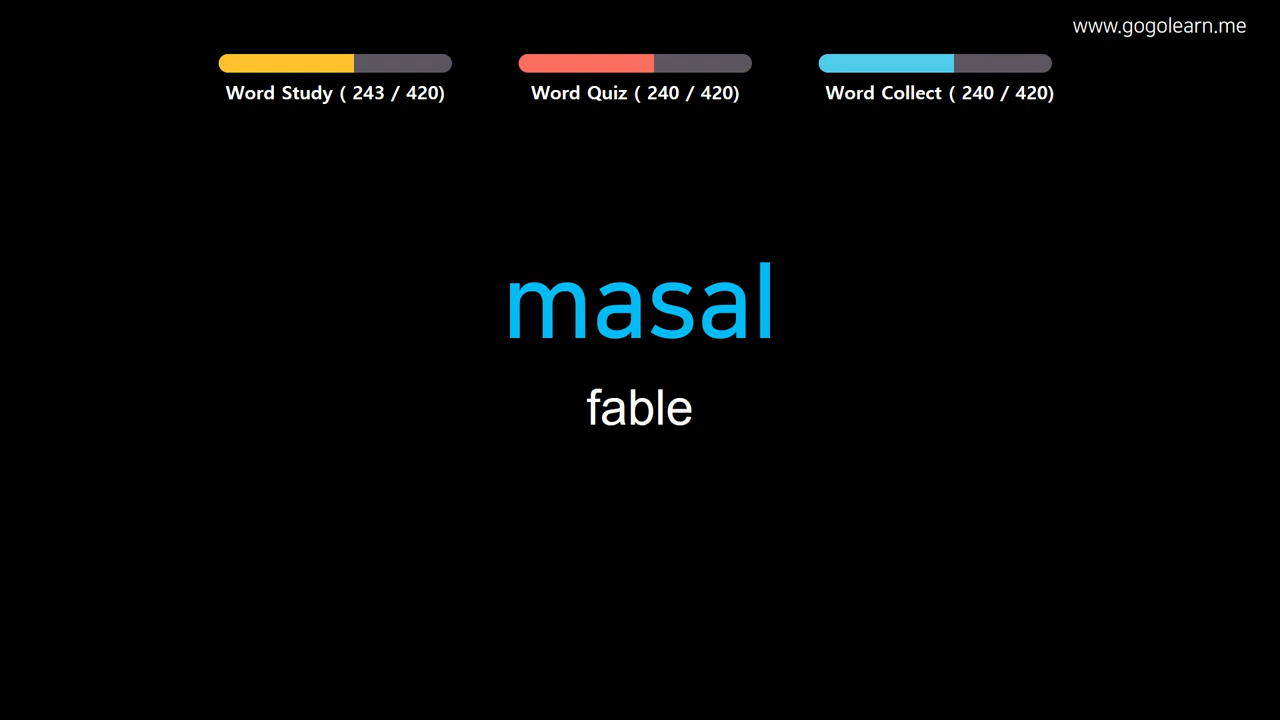 www.gogolearn.me
Word Study ( 243 / 420)
Word Quiz ( 240 / 420)
Word Collect ( 240 / 420)
masal
fable